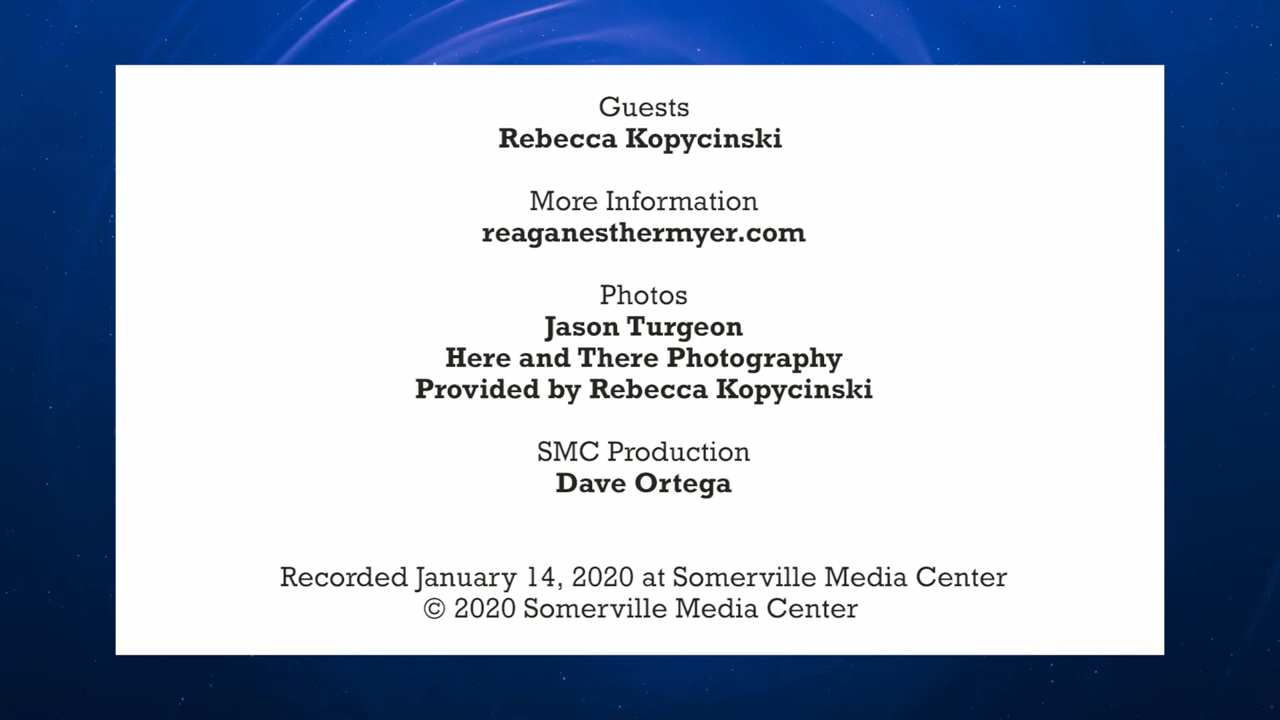 Guests
Rebecca Kopycinski
More Information
reaganesthermyer.com
Photos
Jason Turgeon
Here and There Photography
Provided by Rebecca Kopycinski
SMC Production
Dave Ortega
Recorded January 14, 2020 at Somerville Media Center
© 2020 Somerville Media Center